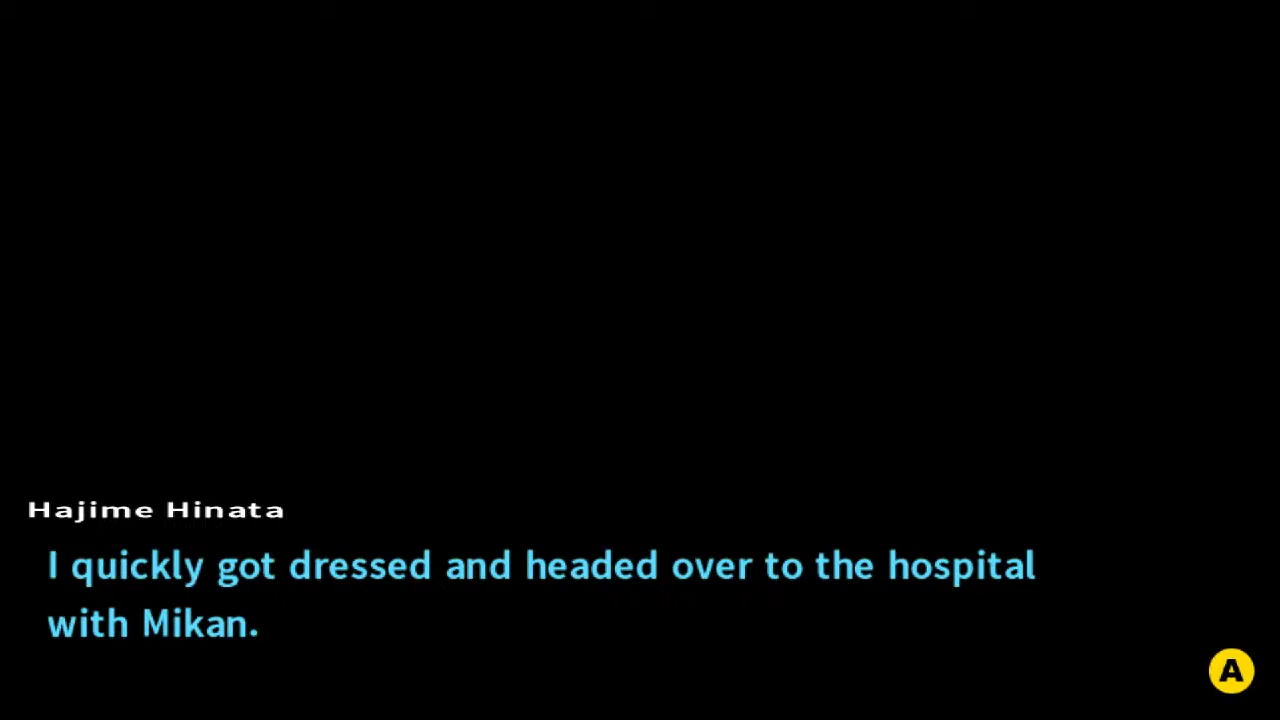 Hajime Hinata
I quickly got dressed and headed over to the hospital
with Mikan.
A